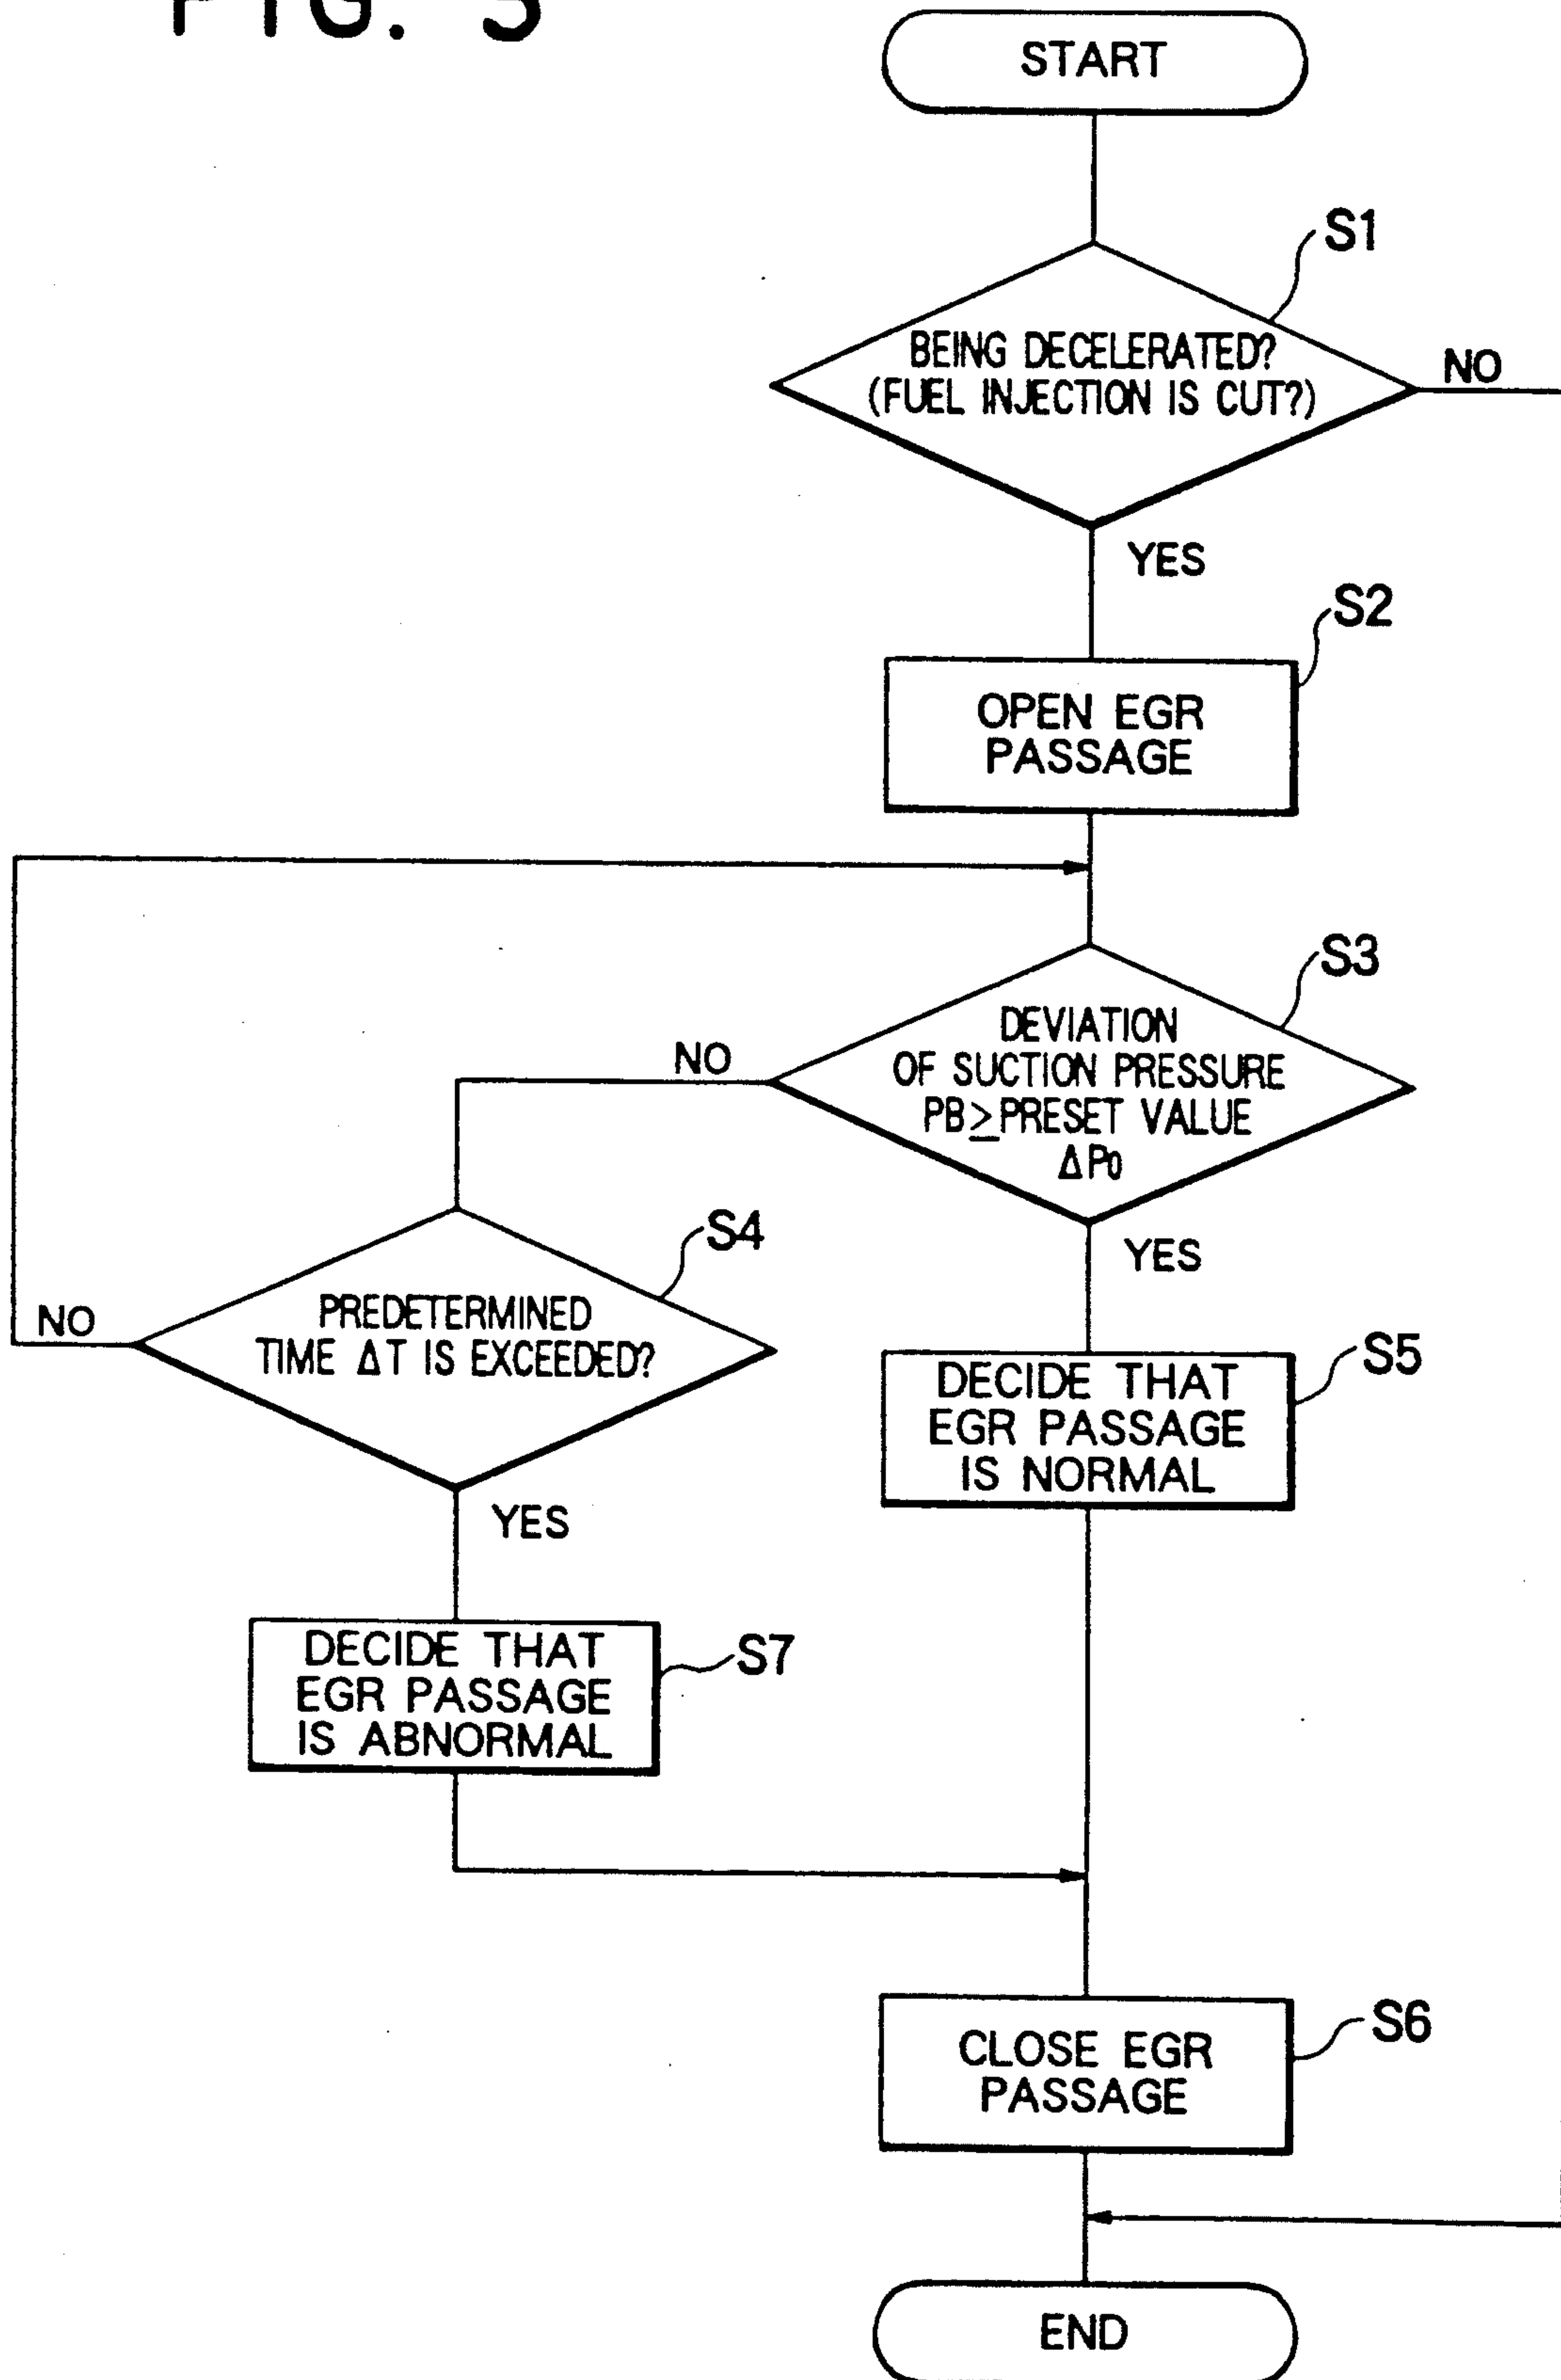 FIG. 3
START
S1
BEING DECELERATED?
(FUEL INJECTION IS CUT?)
NO
YES
S2
OPEN EGR
PASSAGE
S3
DEVIATION
OF SUCTION PRESSURE
PB≥PRESET VALUE
ΔP0
NO
YES
S4
PREDETERMINED
TIME ΔT IS EXCEEDED?
NO
YES
S5
DECIDE THAT
EGR PASSAGE
IS NORMAL
S7
DECIDE THAT
EGR PASSAGE
IS ABNORMAL
S6
CLOSE EGR
PASSAGE
END